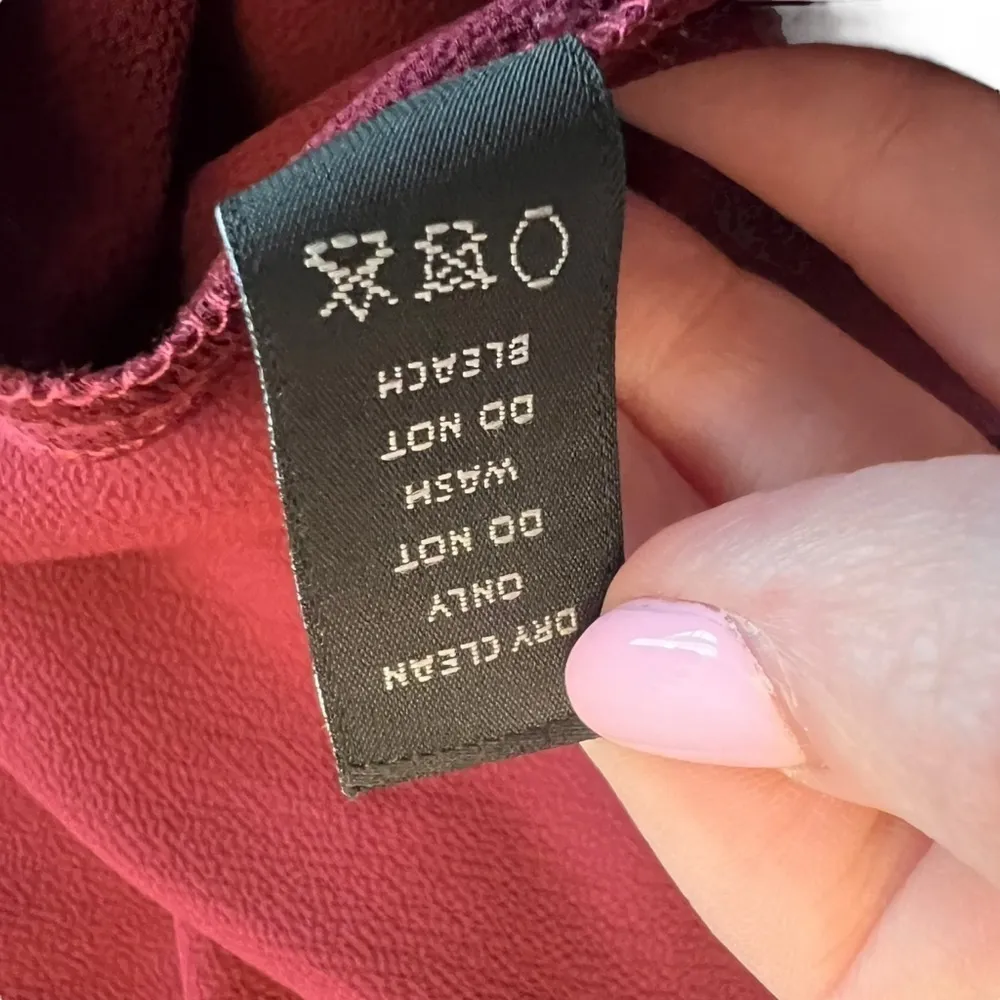 DRY CLEAN
ONLY
DO NOT
WASH
DO NOT
BLEACH